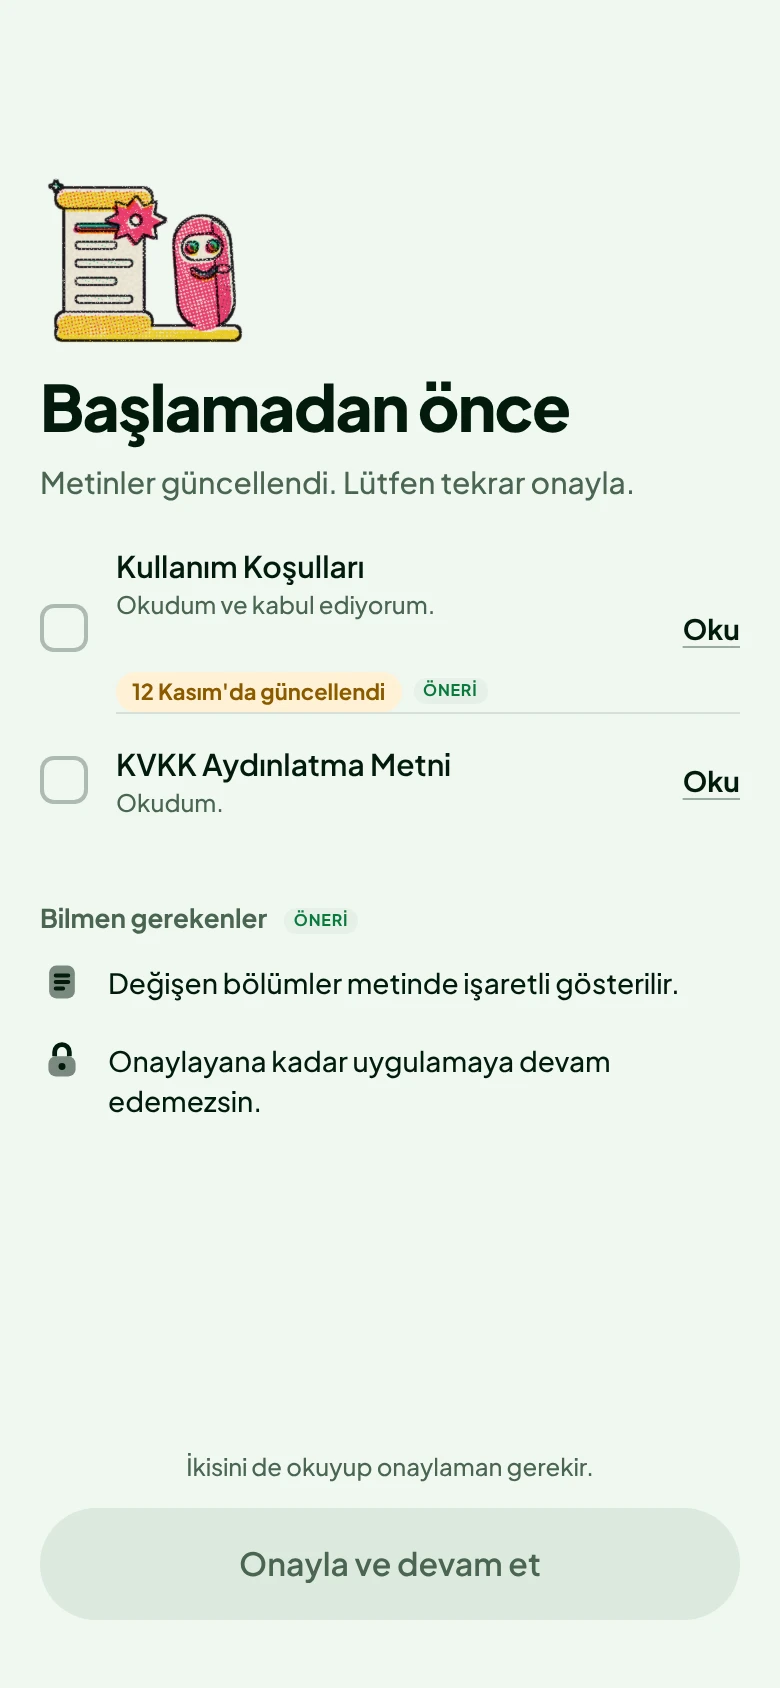 Başlamadan önce
Metinler güncellendi. Lütfen tekrar onayla.
Kullanım Koşulları
Okudum ve kabul ediyorum.
Oku
12 Kasım'da güncellendi ÖNERİ
KVKK Aydınlatma Metni
Okudum.
Oku
Bilmen gerekenler ÖNERİ
Değişen bölümler metinde işaretli gösterilir.
Onaylayana kadar uygulamaya devam
edemezsin.
İkisini de okuyup onaylaman gerekir.
Onayla ve devam et